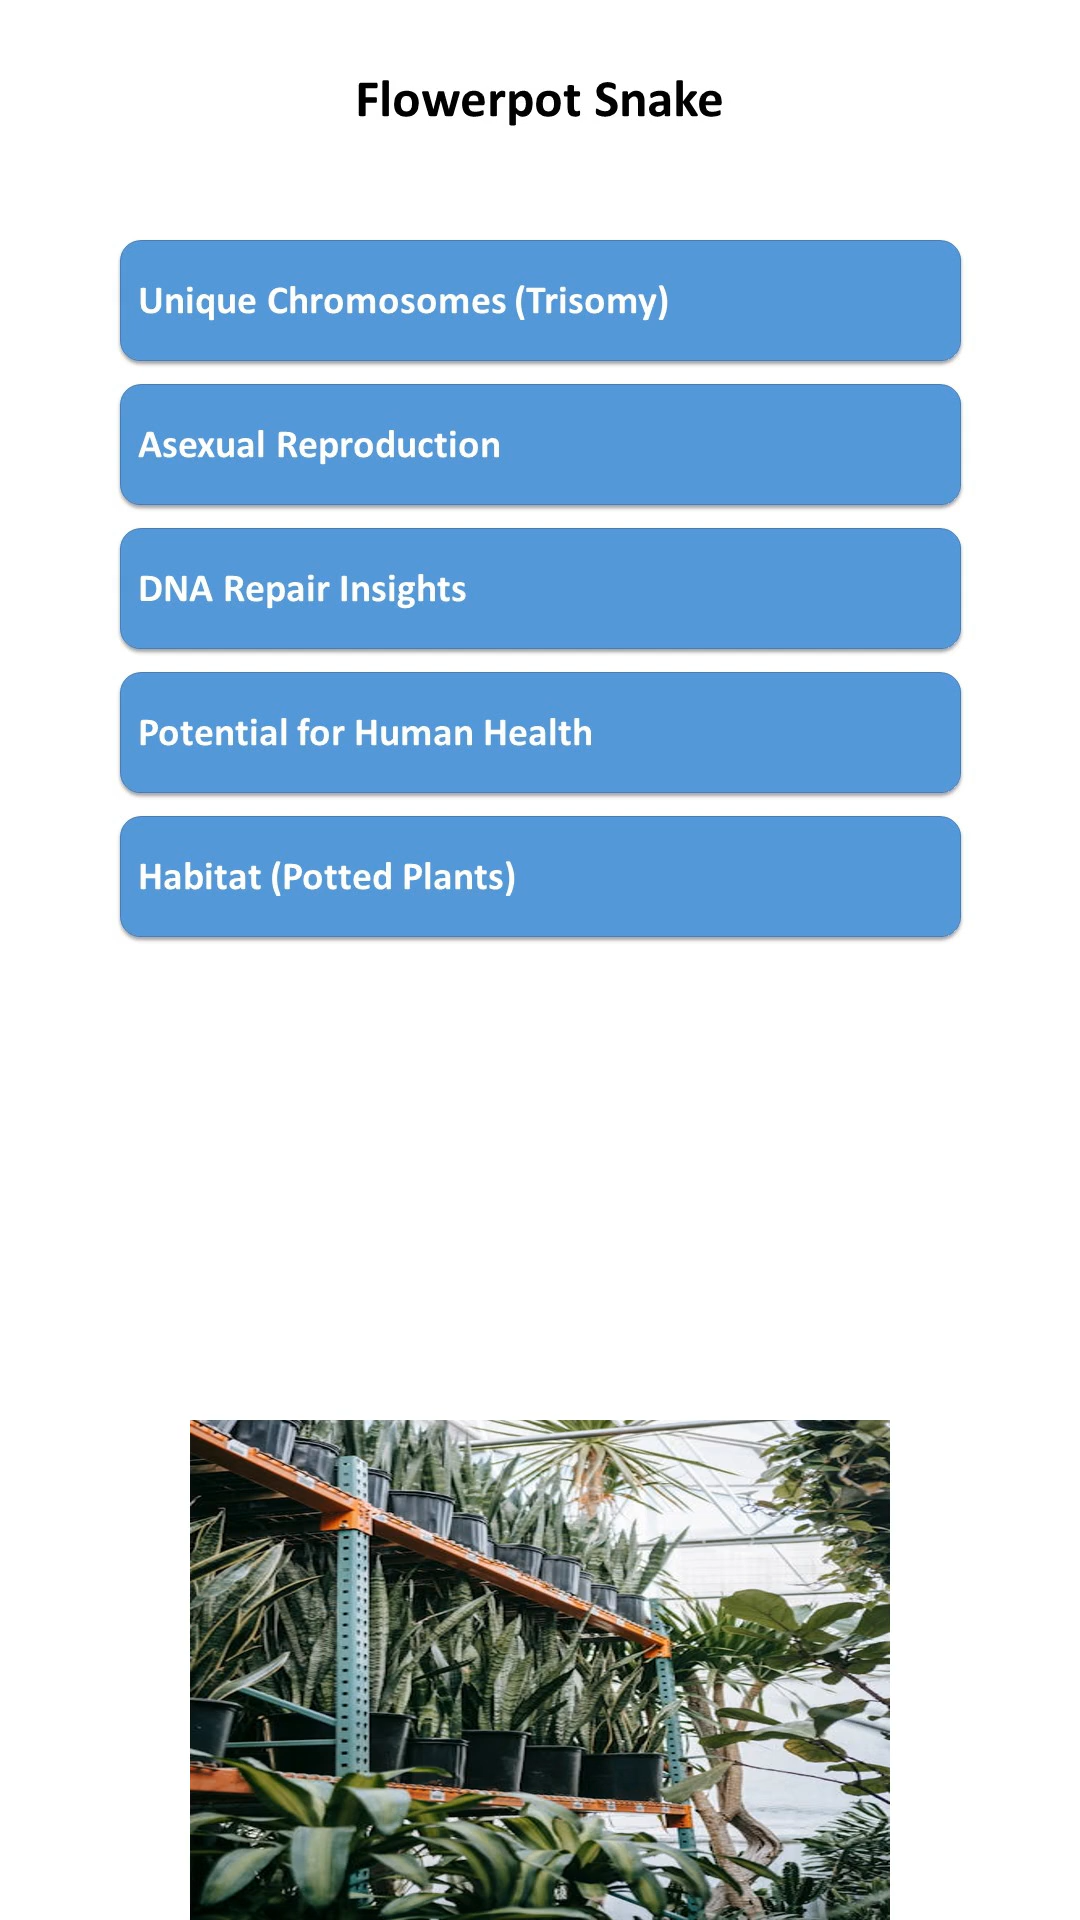 Flowerpot Snake
Unique Chromosomes (Trisomy)
Asexual Reproduction
DNA Repair Insights
Potential for Human Health
Habitat (Potted Plants)